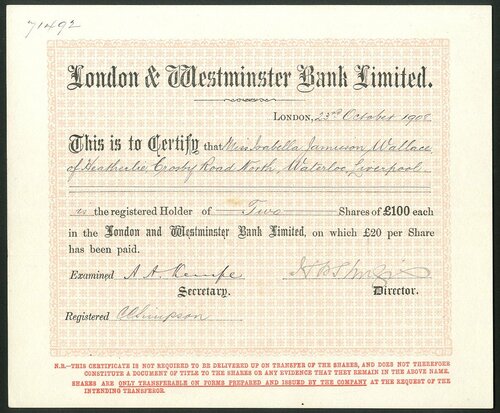 71492
London & Westminster Bank Limited.
LONDON, 23rd October 1908.
This is to Certify that Miss Isabella Jamieson Wallace
of Heatherlie, Crosby Road North, Waterloo, Liverpool
is the registered Holder of Two Shares of £100 each
in the London and Westminster Bank Limited, on which £20 per Share
has been paid.
Examined A. A. Kempe
Secretary. Director.
Registered CCSimpson
N.B.—THIS CERTIFICATE IS NOT REQUIRED TO BE DELIVERED UP ON TRANSFER OF THE SHARES, AND DOES NOT THEREFORE
CONSTITUTE A DOCUMENT OF TITLE TO THE SHARES OR ANY EVIDENCE THAT THEY REMAIN IN THE ABOVE NAME.
SHARES ARE ONLY TRANSFERABLE ON FORMS PREPARED AND ISSUED BY THE COMPANY AT THE REQUEST OF THE
INTENDING TRANSFEROR.